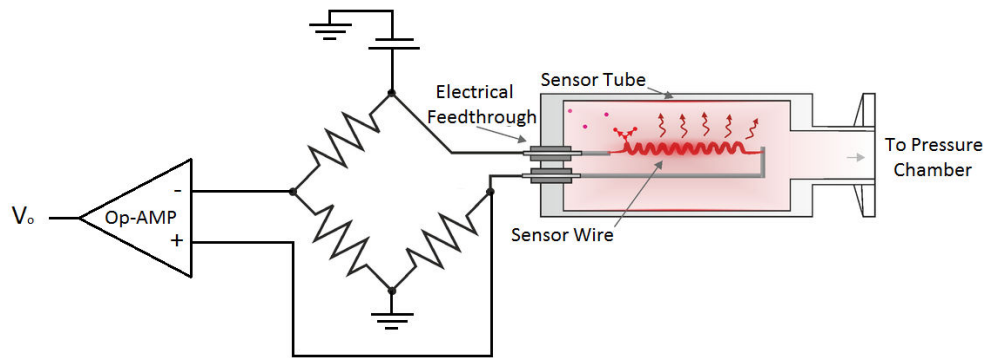 Sensor Tube
Electrical
Feedthrough
To Pressure
Chamber
-
Vₒ
Op-AMP
+
Sensor Wire